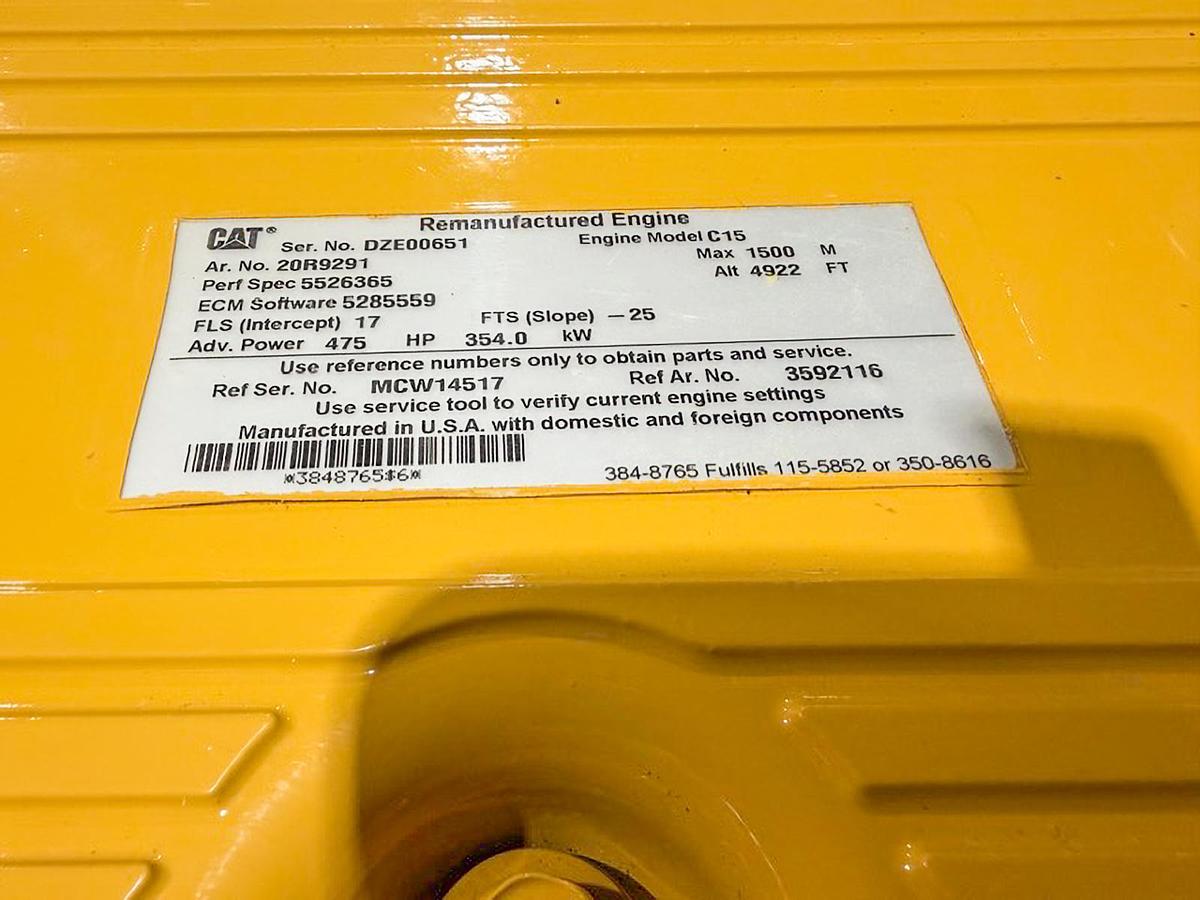 Remanufactured Engine
CAT® Ser. No. DZE00651 Engine Model C15
Ar. No. 20R9291 Max 1500 M
Perf Spec 5526365 Alt 4922 FT
ECM Software 5285559
FLS (Intercept) 17 FTS (Slope) -25
Adv. Power 475 HP 354.0 kW
Use reference numbers only to obtain parts and service.
Ref Ser. No. MCW14517 Ref Ar. No. 3592116
Use service tool to verify current engine settings
Manufactured in U.S.A. with domestic and foreign components
*3848765$6*
384-8765 Fulfills 115-5852 or 350-8616